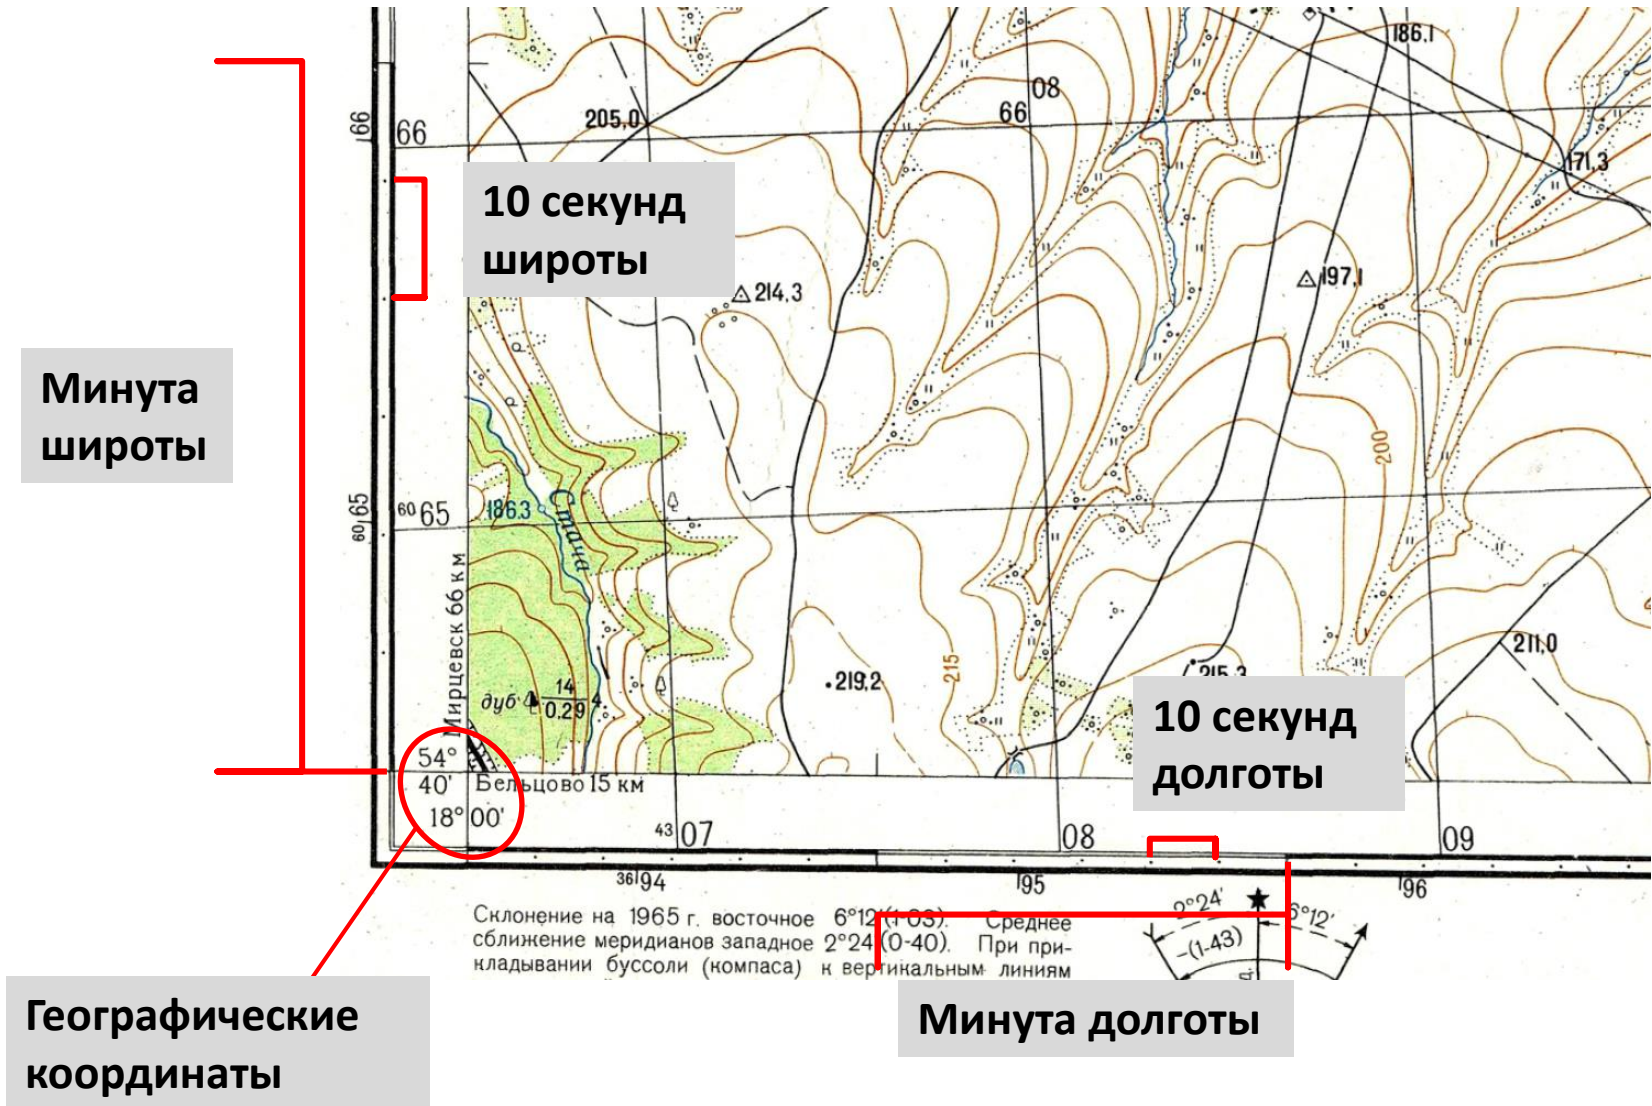 186.1
08
66
66
66
205,0
171.3
10 секунд
широты
214,3
197,1
Минута
широты
200
65
60
60 65
186.3
Стача
Мирцевск 66 км
211,0
215
219,2
215.3
дуб
14
0.29
4
10 секунд
долготы
54°
40'
Бельцово 15 км
18° 00'
43 07
08
09
36 94
95
96
Склонение на 1965 г. восточное 6°12'(1-03). Среднее
сближение меридианов западное 2°24'(0-40). При при-
кладывании буссоли (компаса) к вертикальным линиям
2°24'
6°12'
-(1-43)
Географические
координаты
Минута долготы